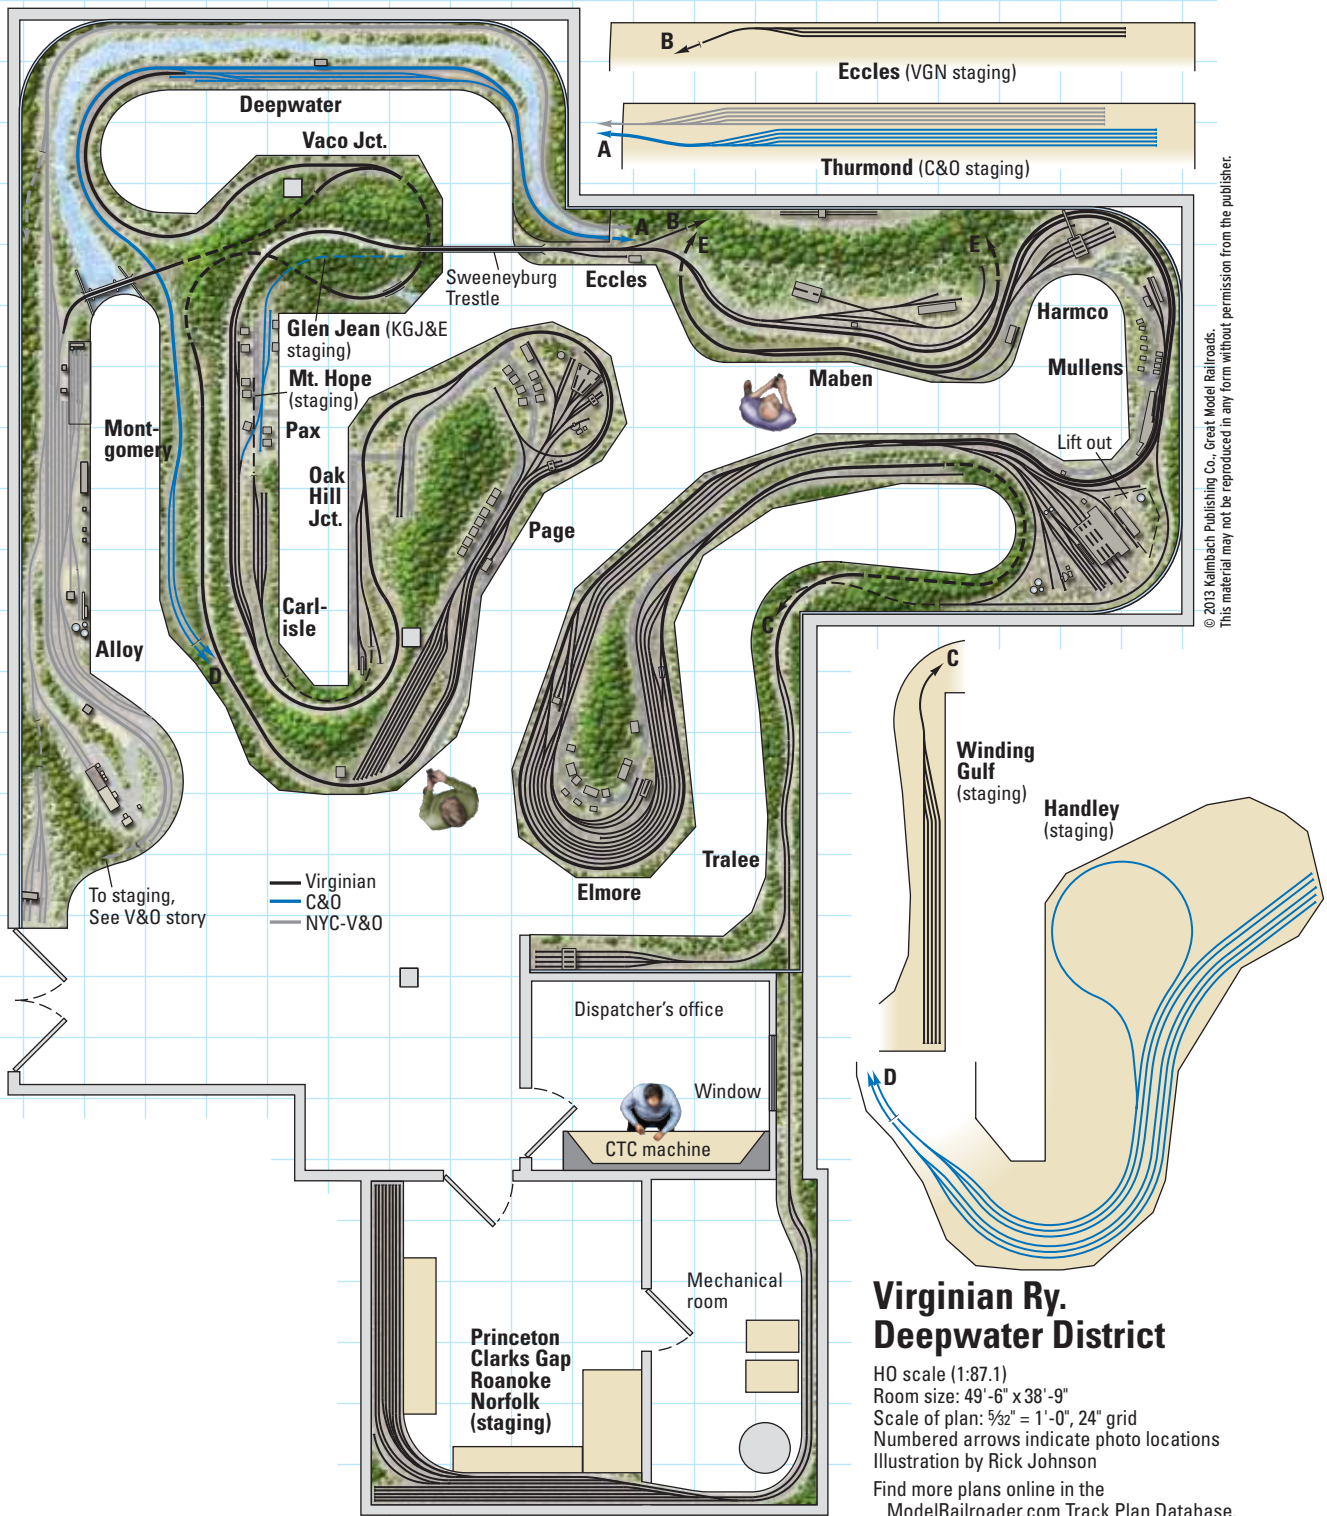 B
Eccles (VGN staging)
A
Thurmond (C&O staging)
Deepwater
Vaco Jct.
A
B
E
E
Sweeneyburg
Trestle
Eccles
Glen Jean (KGJ&E
staging)
Mt. Hope
(staging)
Pax
Mont-
gomery
Oak
Hill
Jct.
Harmco
Mullens
Maben
Lift out
Page
Carl-
isle
Alloy
D
C
© 2013 Kalmbach Publishing Co., Great Model Railroads.
This material may not be reproduced in any form without permission from the publisher.
C
Winding
Gulf
(staging)
Handley
(staging)
Tralee
Elmore
To staging,
See V&O story
Virginian
C&O
NYC-V&O
Dispatcher's office
Window
CTC machine
D
Mechanical
room
Princeton
Clarks Gap
Roanoke
Norfolk
(staging)
Virginian Ry.
Deepwater District
HO scale (1:87.1)
Room size: 49'-6" x 38'-9"
Scale of plan: 5⁄32" = 1'-0", 24" grid
Numbered arrows indicate photo locations
Illustration by Rick Johnson
Find more plans online in the
ModelRailroader.com Track Plan Database.